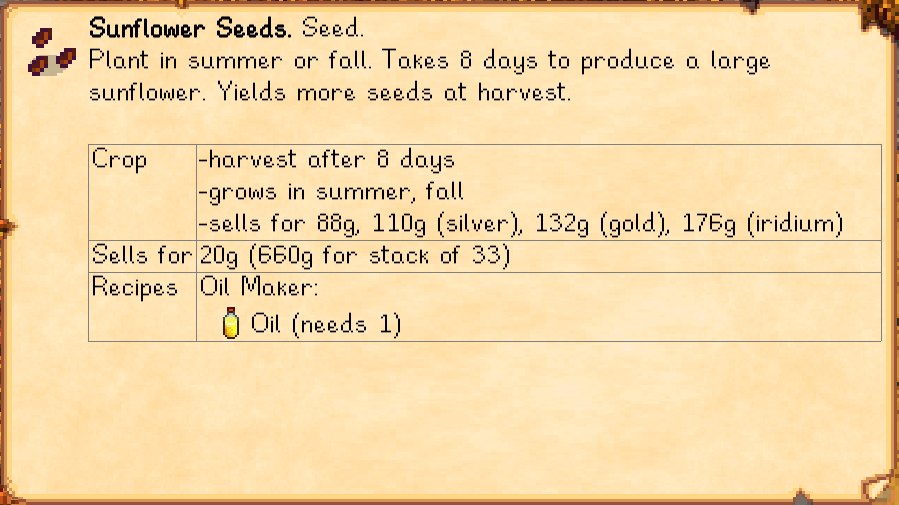 Sunflower Seeds. Seed.
Plant in summer or fall. Takes 8 days to produce a large
sunflower. Yields more seeds at harvest.
Crop
-harvest after 8 days
-grows in summer, fall
-sells for 88g, 110g (silver), 132g (gold), 176g (iridium)
Sells for 20g (660g for stack of 33)
Recipes Oil Maker:
Oil (needs 1)